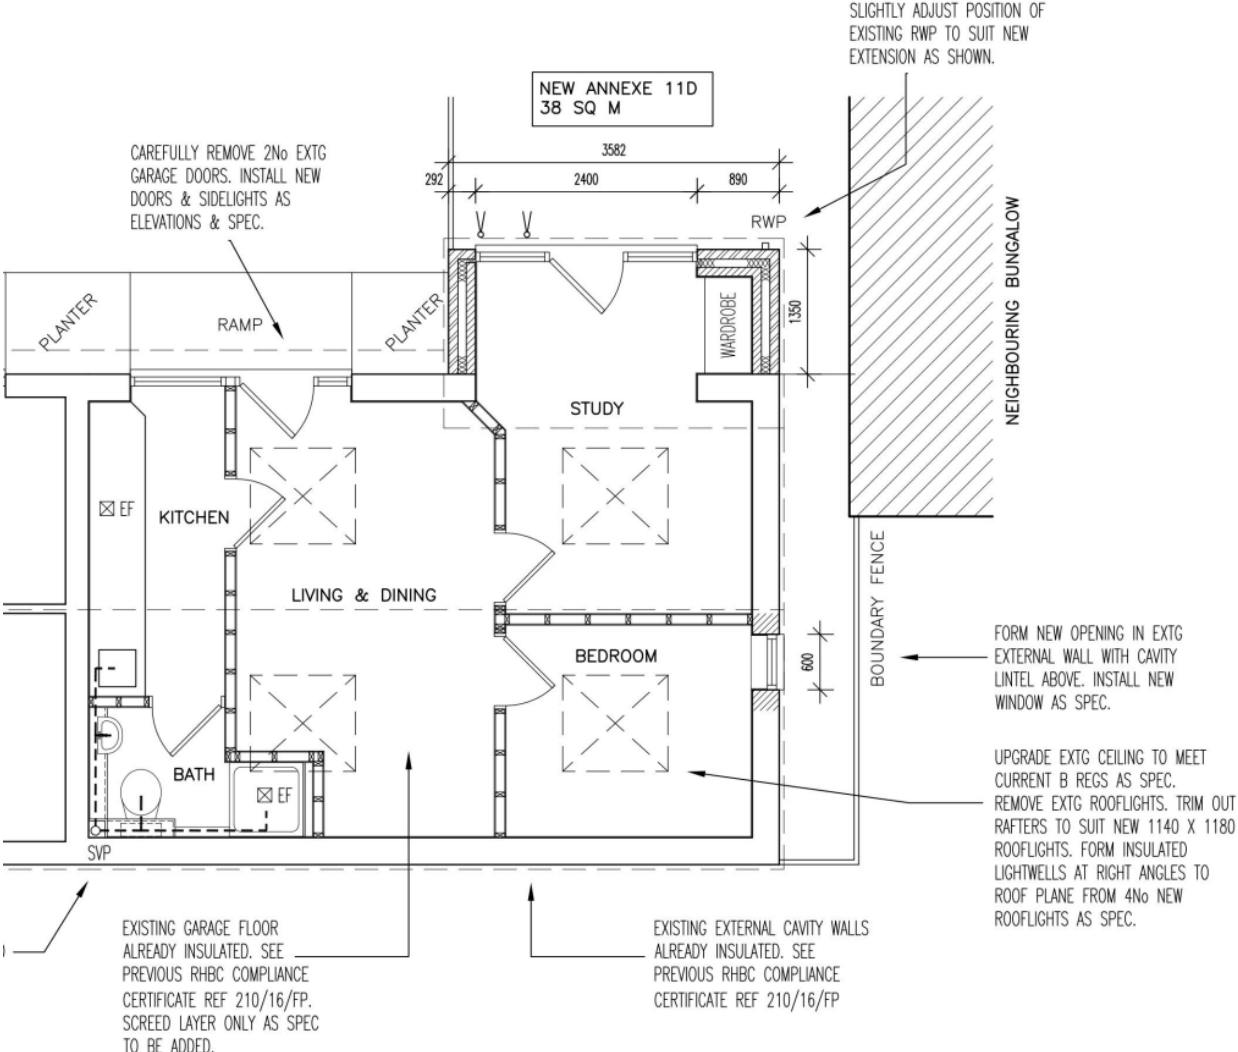 SLIGHTLY ADJUST POSITION OF
EXISTING RWP TO SUIT NEW
EXTENSION AS SHOWN.
NEW ANNEXE 11D
38 SQ M
CAREFULLY REMOVE 2No EXTG
GARAGE DOORS. INSTALL NEW
DOORS & SIDELIGHTS AS
ELEVATIONS & SPEC.
3582
292
2400
890
RWP
NEIGHBOURING BUNGALOW
PLANTER
RAMP
PLANTER
WARDROBE
1350
STUDY
EF
KITCHEN
LIVING & DINING
BOUNDARY FENCE
BEDROOM
600
FORM NEW OPENING IN EXTG
EXTERNAL WALL WITH CAVITY
LINTEL ABOVE. INSTALL NEW
WINDOW AS SPEC.
BATH
EF
SVP
UPGRADE EXTG CEILING TO MEET
CURRENT B REGS AS SPEC.
REMOVE EXTG ROOFLIGHTS. TRIM OUT
RAFTERS TO SUIT NEW 1140 X 1180
ROOFLIGHTS. FORM INSULATED
LIGHTWELLS AT RIGHT ANGLES TO
ROOF PLANE FROM 4No NEW
ROOFLIGHTS AS SPEC.
EXISTING GARAGE FLOOR
ALREADY INSULATED. SEE
PREVIOUS RHBC COMPLIANCE
CERTIFICATE REF 210/16/FP.
SCREED LAYER ONLY AS SPEC
TO BE ADDED.
EXISTING EXTERNAL CAVITY WALLS
ALREADY INSULATED. SEE
PREVIOUS RHBC COMPLIANCE
CERTIFICATE REF 210/16/FP